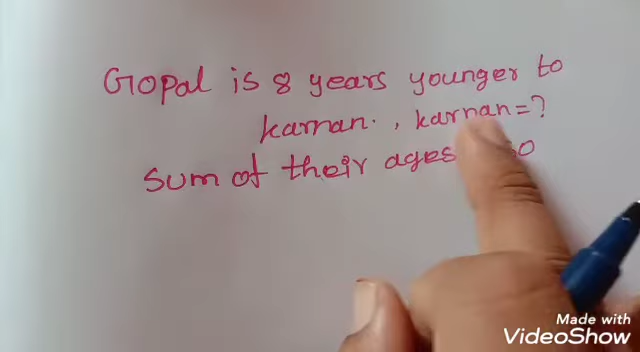 Gopal is 8 years younger to
karnan. , karnan=?
sum of their ages
Made with
VideoShow